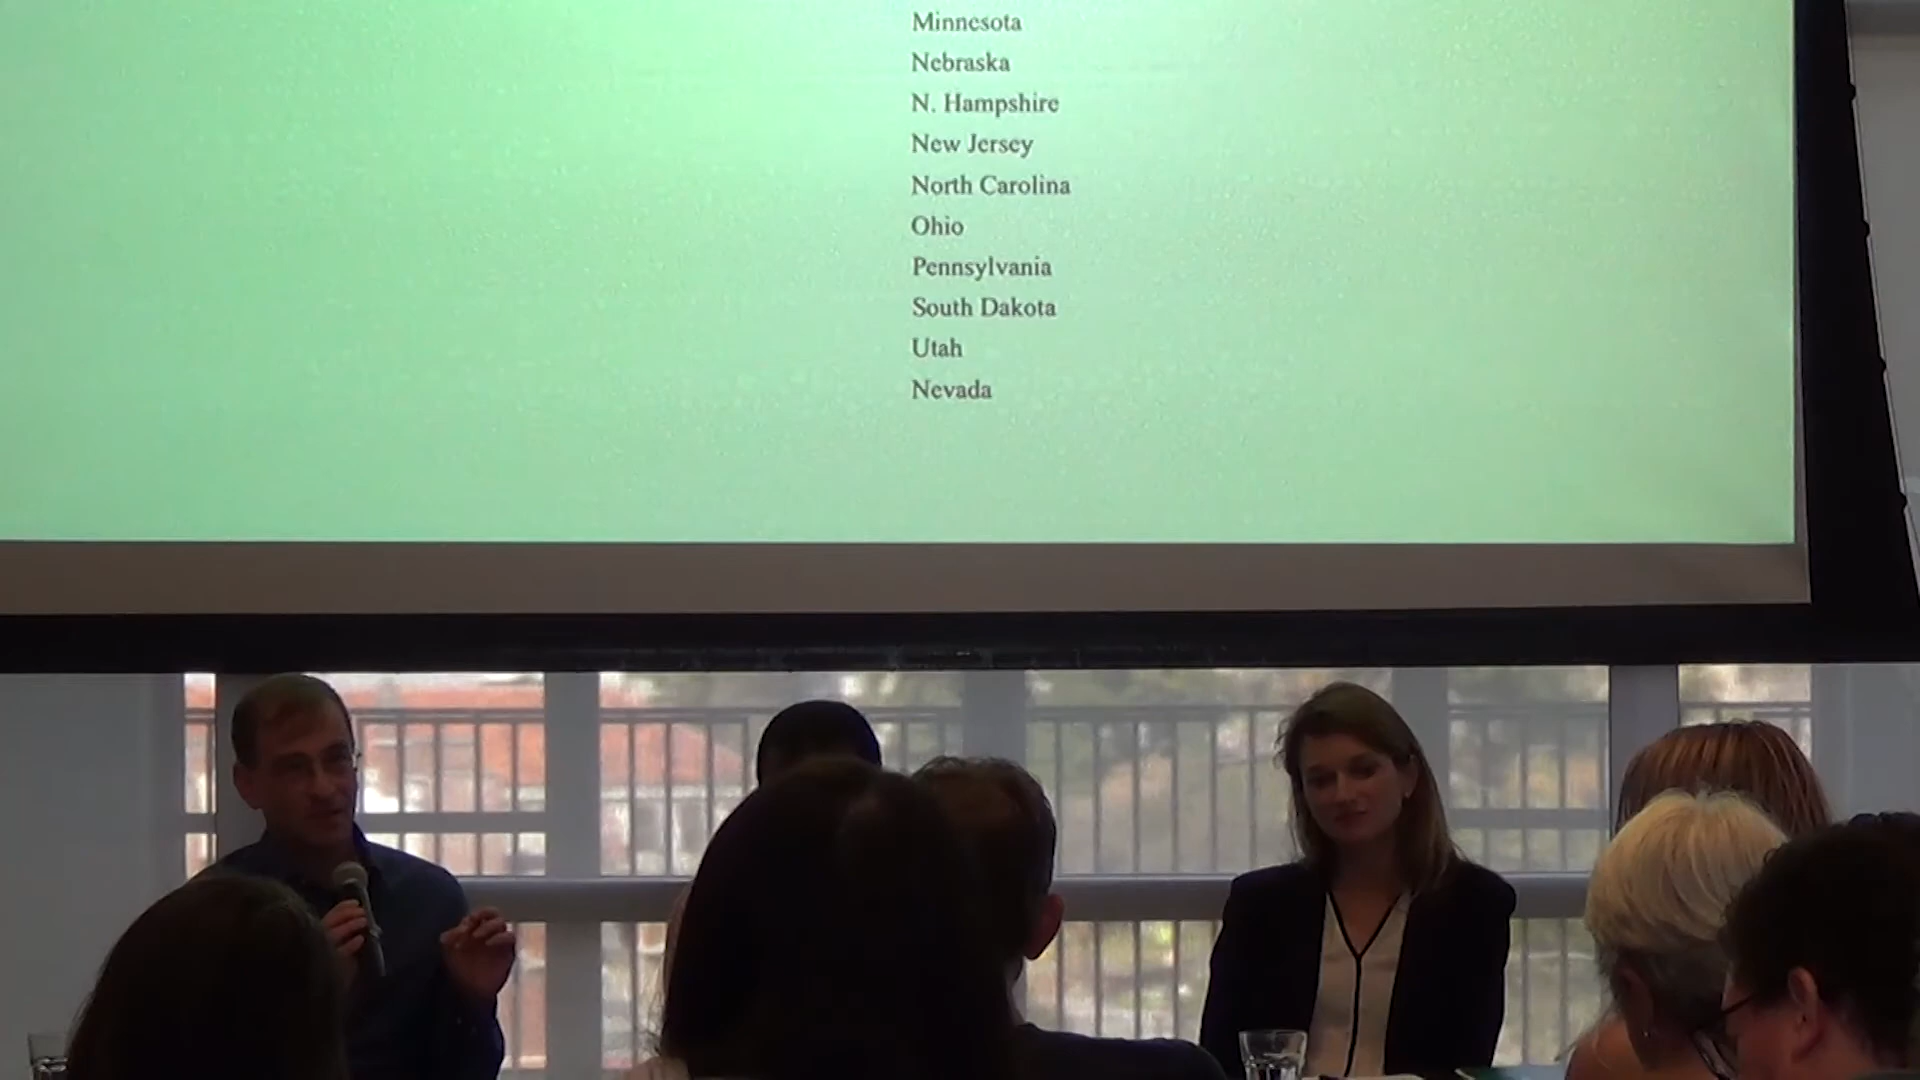 Minnesota
Nebraska
N. Hampshire
New Jersey
North Carolina
Ohio
Pennsylvania
South Dakota
Utah
Nevada